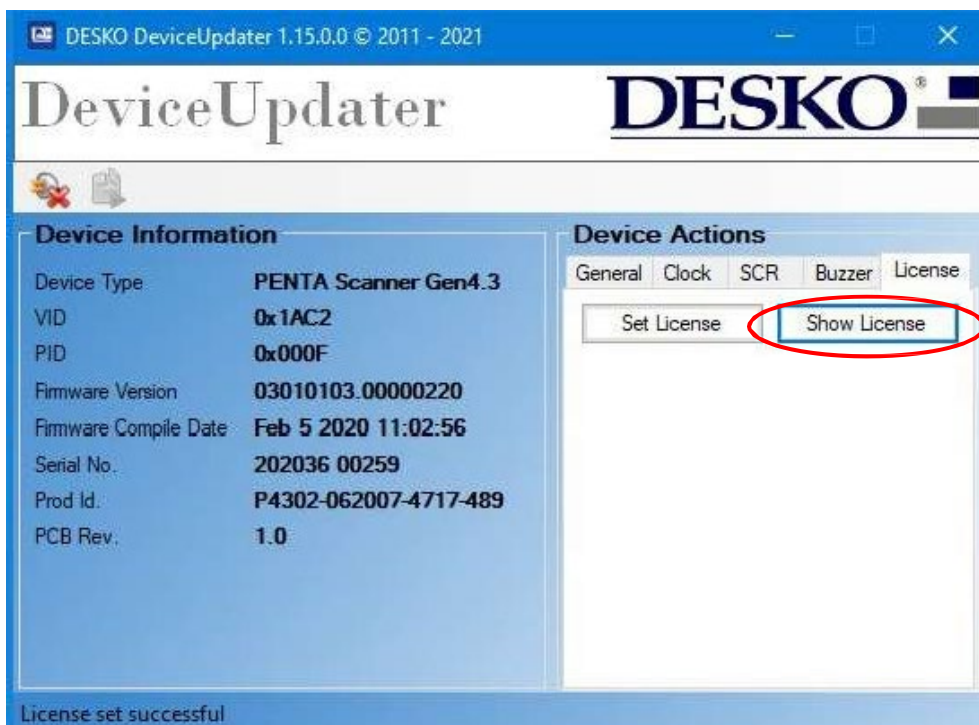 DESKO DeviceUpdater 1.15.0.0 © 2011 - 2021
DeviceUpdater DESKO®
Device Information
Device Type PENTA Scanner Gen4.3
VID 0x1AC2
PID 0x000F
Firmware Version 03010103.00000220
Firmware Compile Date Feb 5 2020 11:02:56
Serial No. 202036 00259
Prod Id. P4302-062007-4717-489
PCB Rev. 1.0
Device Actions
General Clock SCR Buzzer License
Set License Show License
License set successful